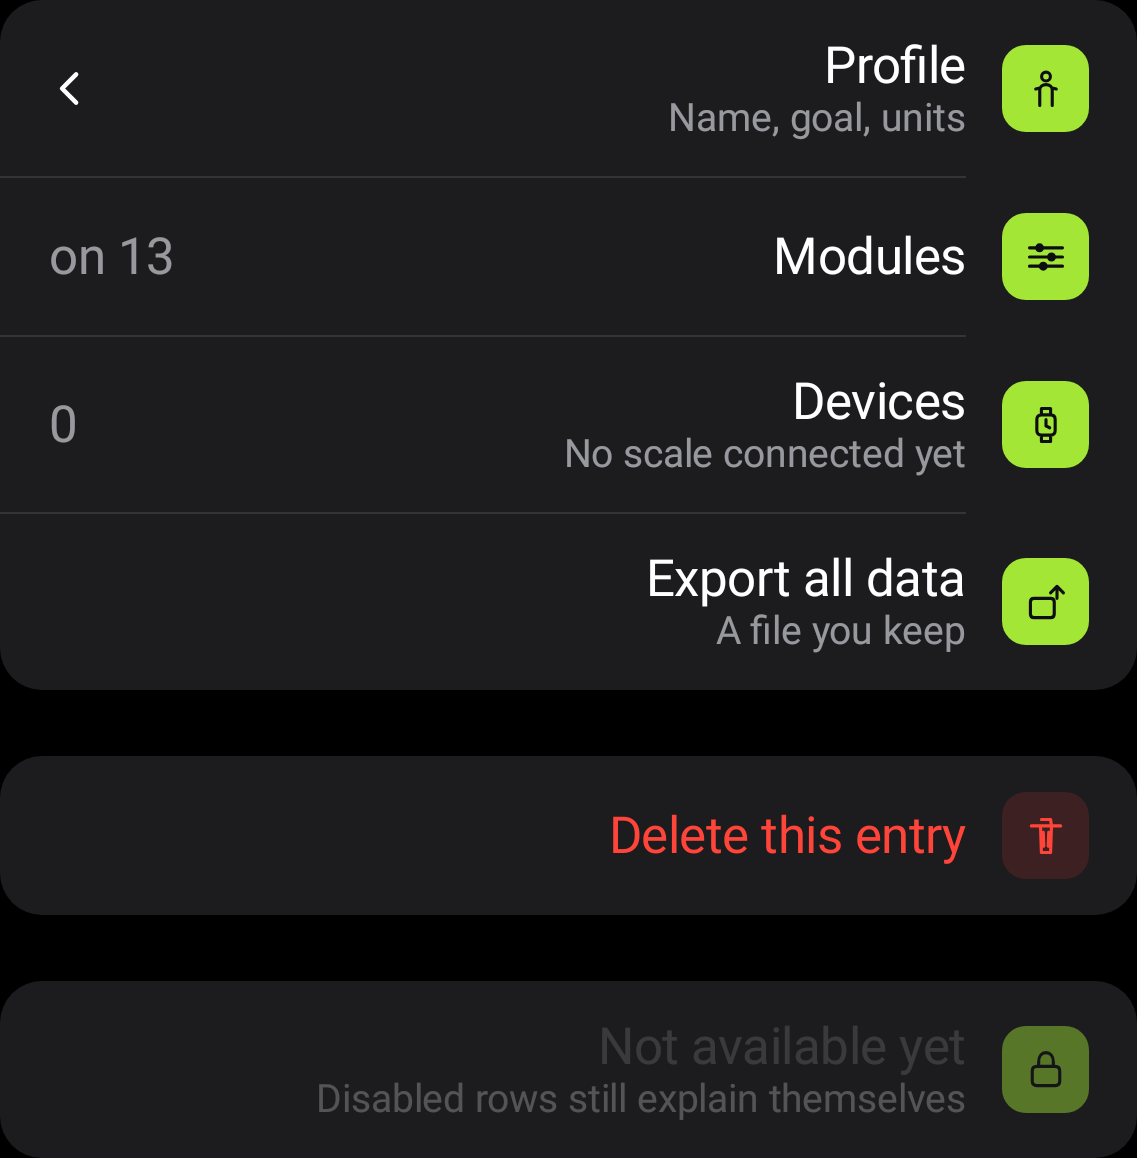 Profile
Name, goal, units
Modules
on 13
Devices
No scale connected yet
0
Export all data
A file you keep
Delete this entry
Not available yet
Disabled rows still explain themselves